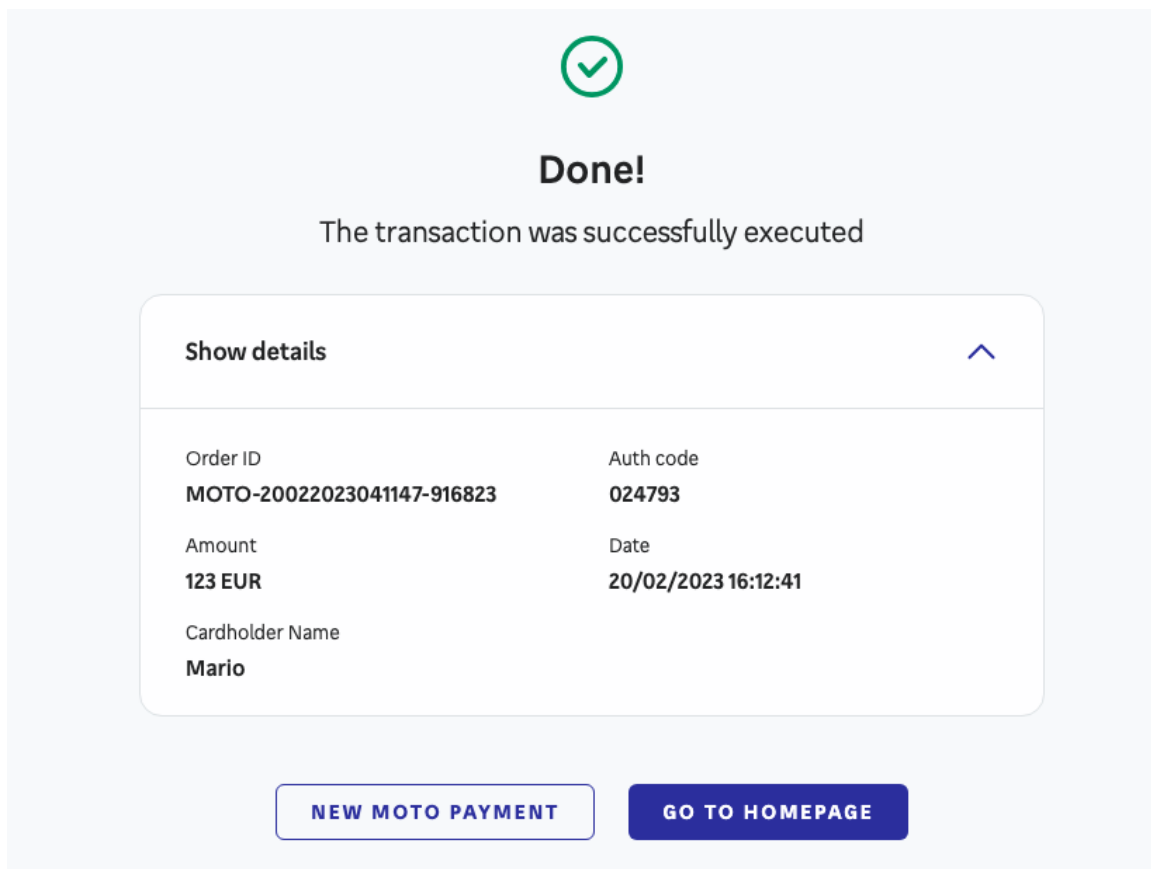 Done!
The transaction was successfully executed
Show details
Order ID
MOTO-20022023041147-916823
Auth code
024793
Amount
123 EUR
Date
20/02/2023 16:12:41
Cardholder Name
Mario
NEW MOTO PAYMENT
GO TO HOMEPAGE